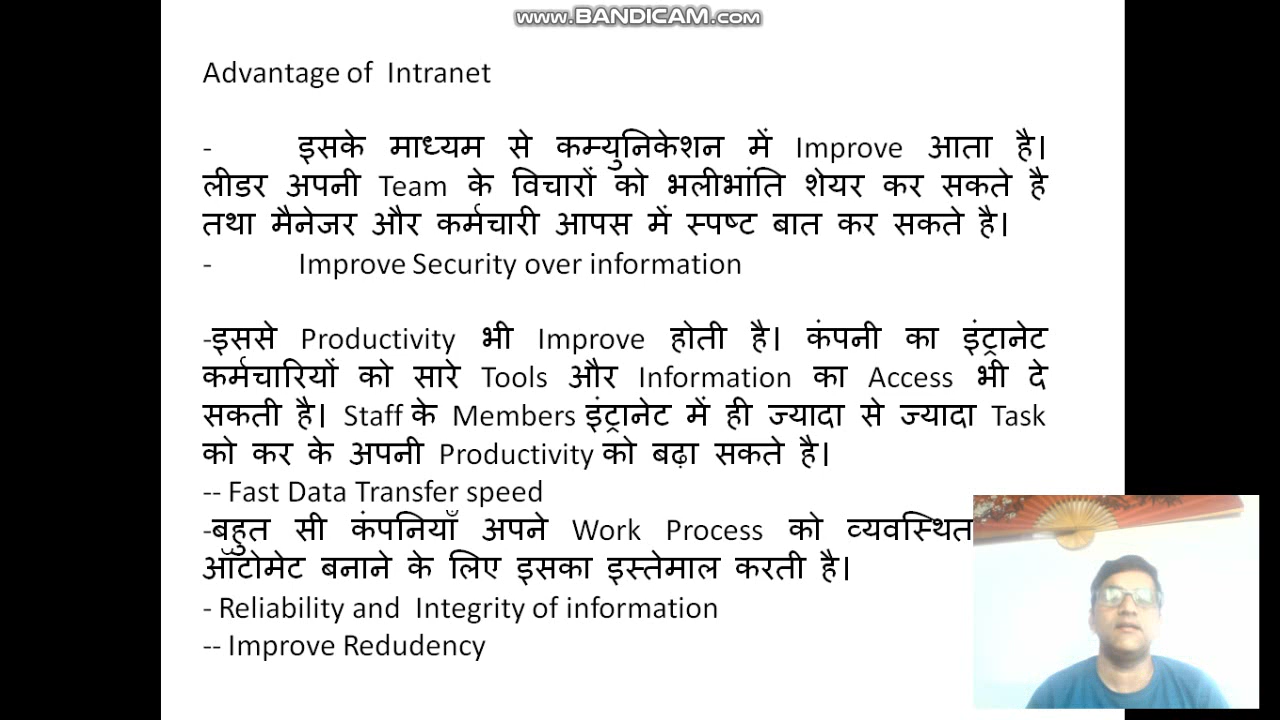 www.BANDICAM.com
Advantage of Intranet
- इसके माध्यम से कम्युनिकेशन में Improve आता है।
लीडर अपनी Team के विचारों को भलीभांति शेयर कर सकते है
तथा मैनेजर और कर्मचारी आपस में स्पष्ट बात कर सकते है।
- Improve Security over information
-इससे Productivity भी Improve होती है। कंपनी का इंट्रानेट
कर्मचारियों को सारे Tools और Information का Access भी दे
सकती है। Staff के Members इंट्रानेट में ही ज्यादा से ज्यादा Task
को कर के अपनी Productivity को बढ़ा सकते है।
-- Fast Data Transfer speed
-बहुत सी कंपनियाँ अपने Work Process को व्यवस्थित
ऑटोमेट बनाने के लिए इसका इस्तेमाल करती है।
- Reliability and Integrity of information
-- Improve Redudency